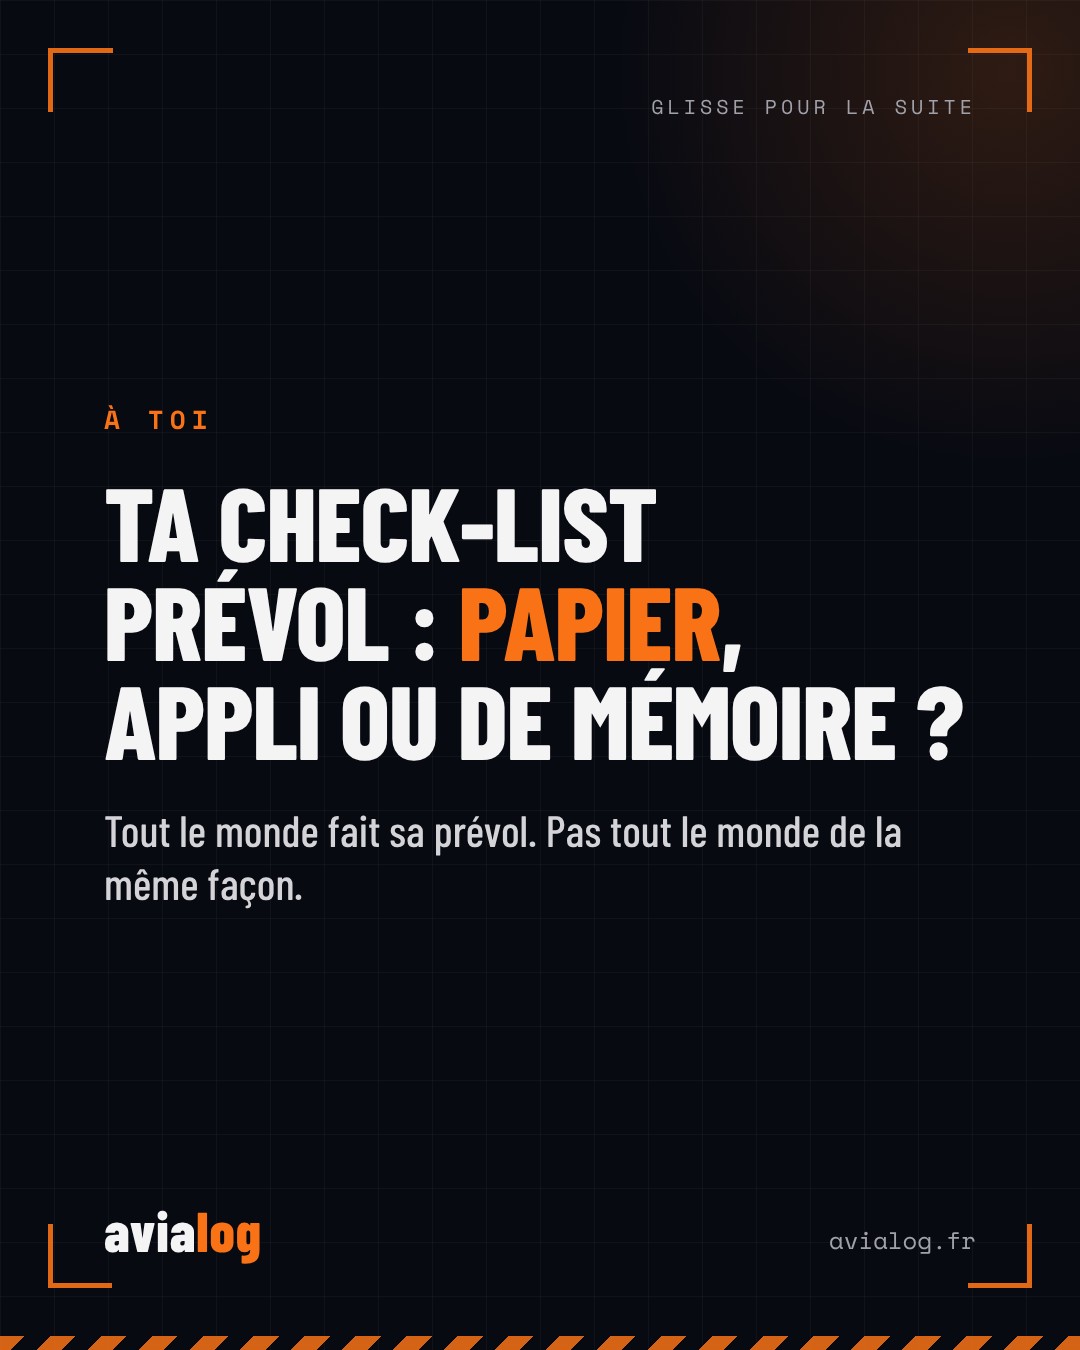 GLISSE POUR LA SUITE
À TOI
TA CHECK-LIST
PRÉVOL : PAPIER,
APPLI OU DE MÉMOIRE ?
Tout le monde fait sa prévol. Pas tout le monde de la
même façon.
avialog
avialog.fr